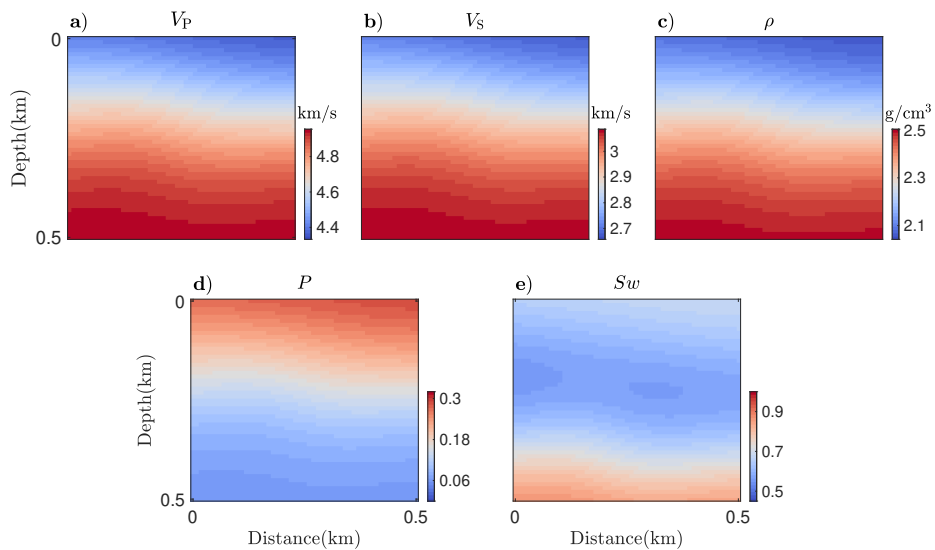 a) V_P
b) V_S
c) ρ
0
Depth(km)
0.5
km/s
4.8
4.6
4.4
km/s
3
2.9
2.8
2.7
g/cm³
2.5
2.3
2.1
d) P
e) Sw
0
Depth(km)
0.5
0.3
0.18
0.06
0.9
0.7
0.5
0
0.5
0
0.5
Distance(km)
Distance(km)